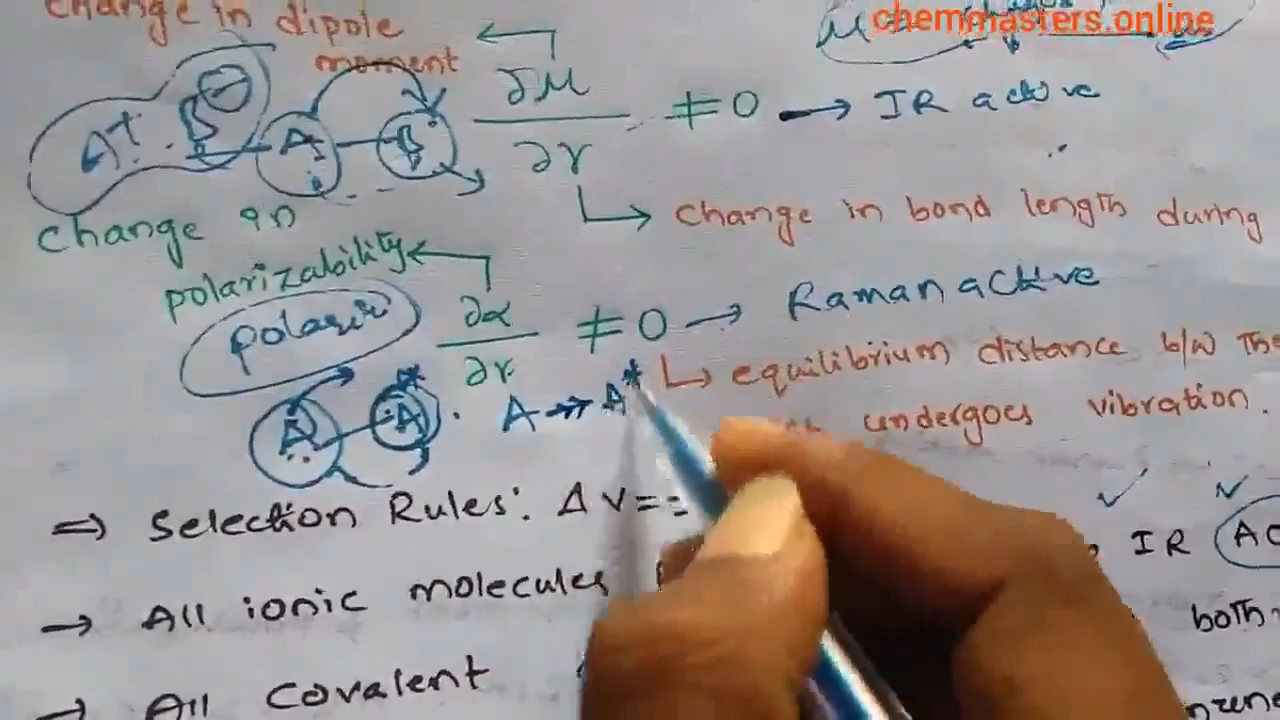 change in dipole
moment
chemmasters.online
A+ B⊖
A B
∂μ
∂r
≠ 0 → IR active
change in bond length during
change in
polarizability
polariz
∂α
∂r
≠ 0 → Raman active
equilibrium distance b/w the
undergoes vibration.
A A*
A → A*
⇒ Selection Rules: Δv =
IR
→ All ionic molecules
both
→ All Covalent